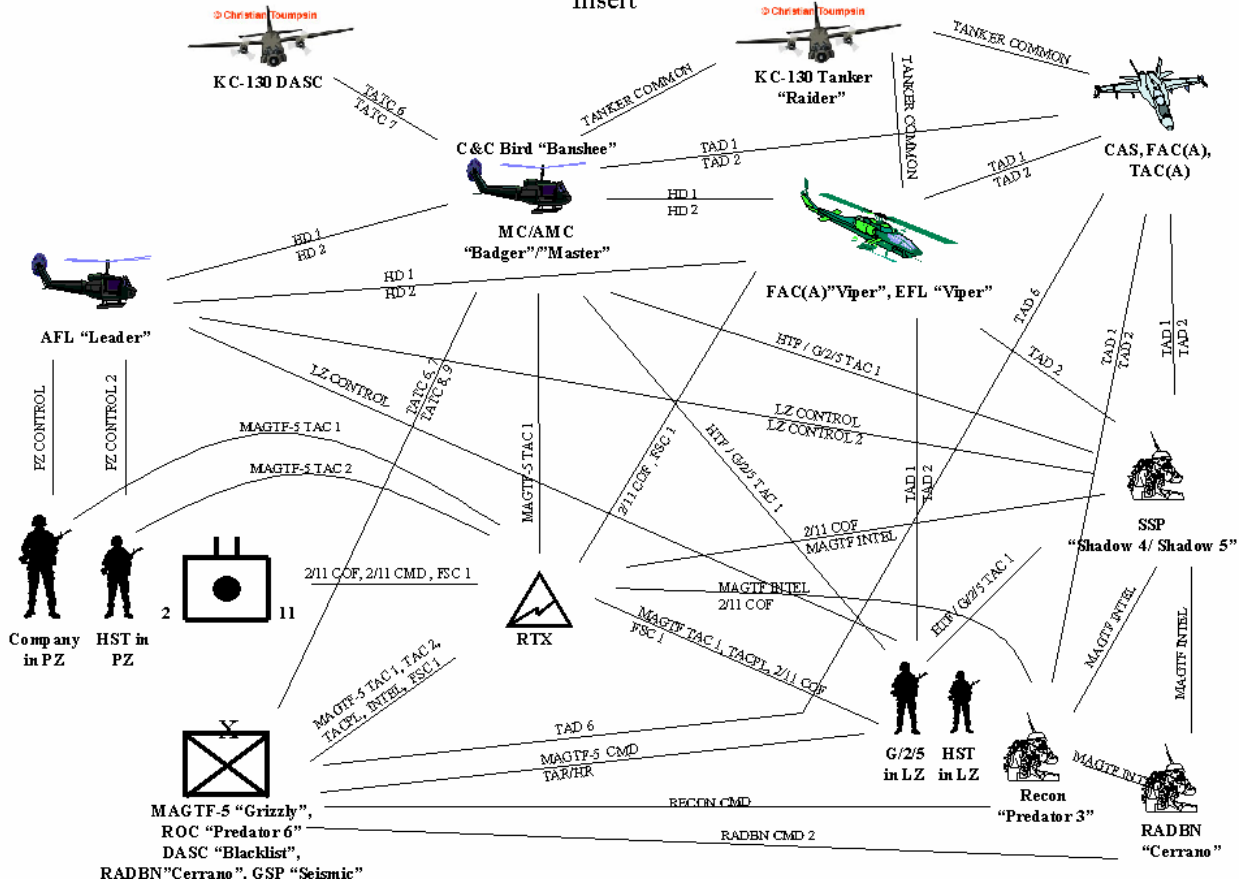 Insert
© Christian Toumpsin
© Christian Toumpsin
KC-130 DASC
KC-130 Tanker
“Raider”
TANKER COMMON
TATC 6
TATC 7
TANKER COMMON
TANKER COMMON
C&C Bird “Banshee”
TAD 1
TAD 2
TAD 1
TAD 2
CAS, FAC(A),
TAC(A)
HD 1
HD 2
MC/AMC
“Badger”/”Master”
HD 1
HD 2
HD 1
HD 2
FAC(A)”Viper”, EFL “Viper”
AFL “Leader”
TAD 6
TAD 1
TAD 2
TAD 1
TAD 2
HTF / G/2/5 TAC 1
TAD 2
LZ CONTROL
TATC 6, 7
TATC 8, 9
PZ CONTROL
PZ CONTROL 2
LZ CONTROL
LZ CONTROL 2
MAGTF-5 TAC 1
MAGTF-5 TAC 2
MAGTF-5 TAC 1
2/11 COF , FSC 1
HTF / G/2/5 TAC 1
TAD 1
TAD 2
SSP
“Shadow 4/ Shadow 5”
2/11 COF
MAGTF INTEL
2/11 COF, 2/11 CMD , FSC 1
2
11
MAGTF INTEL
2/11 COF
HTF/ G/2/5 TAC 1
MAGTF INTEL
MAGTF INTEL
Company
in PZ
HST in
PZ
RTX
MAGTF TAC 1, TACPL, 2/11 COF
FSC 1
MAGTF-5 TAC 1, TAC 2,
TACPL, INTEL, FSC 1
X
TAD 6
MAGTF-5 CMD
TAR/HR
G/2/5
in LZ
HST
in LZ
MAGTF INT
Recon
“Predator 3”
RECON CMD
RADBN CMD 2
RADBN
“Cerrano”
MAGTF-5 “Grizzly”,
ROC “Predator 6”
DASC “Blacklist”,
RADBN”Cerrano”, GSP “Seismic”